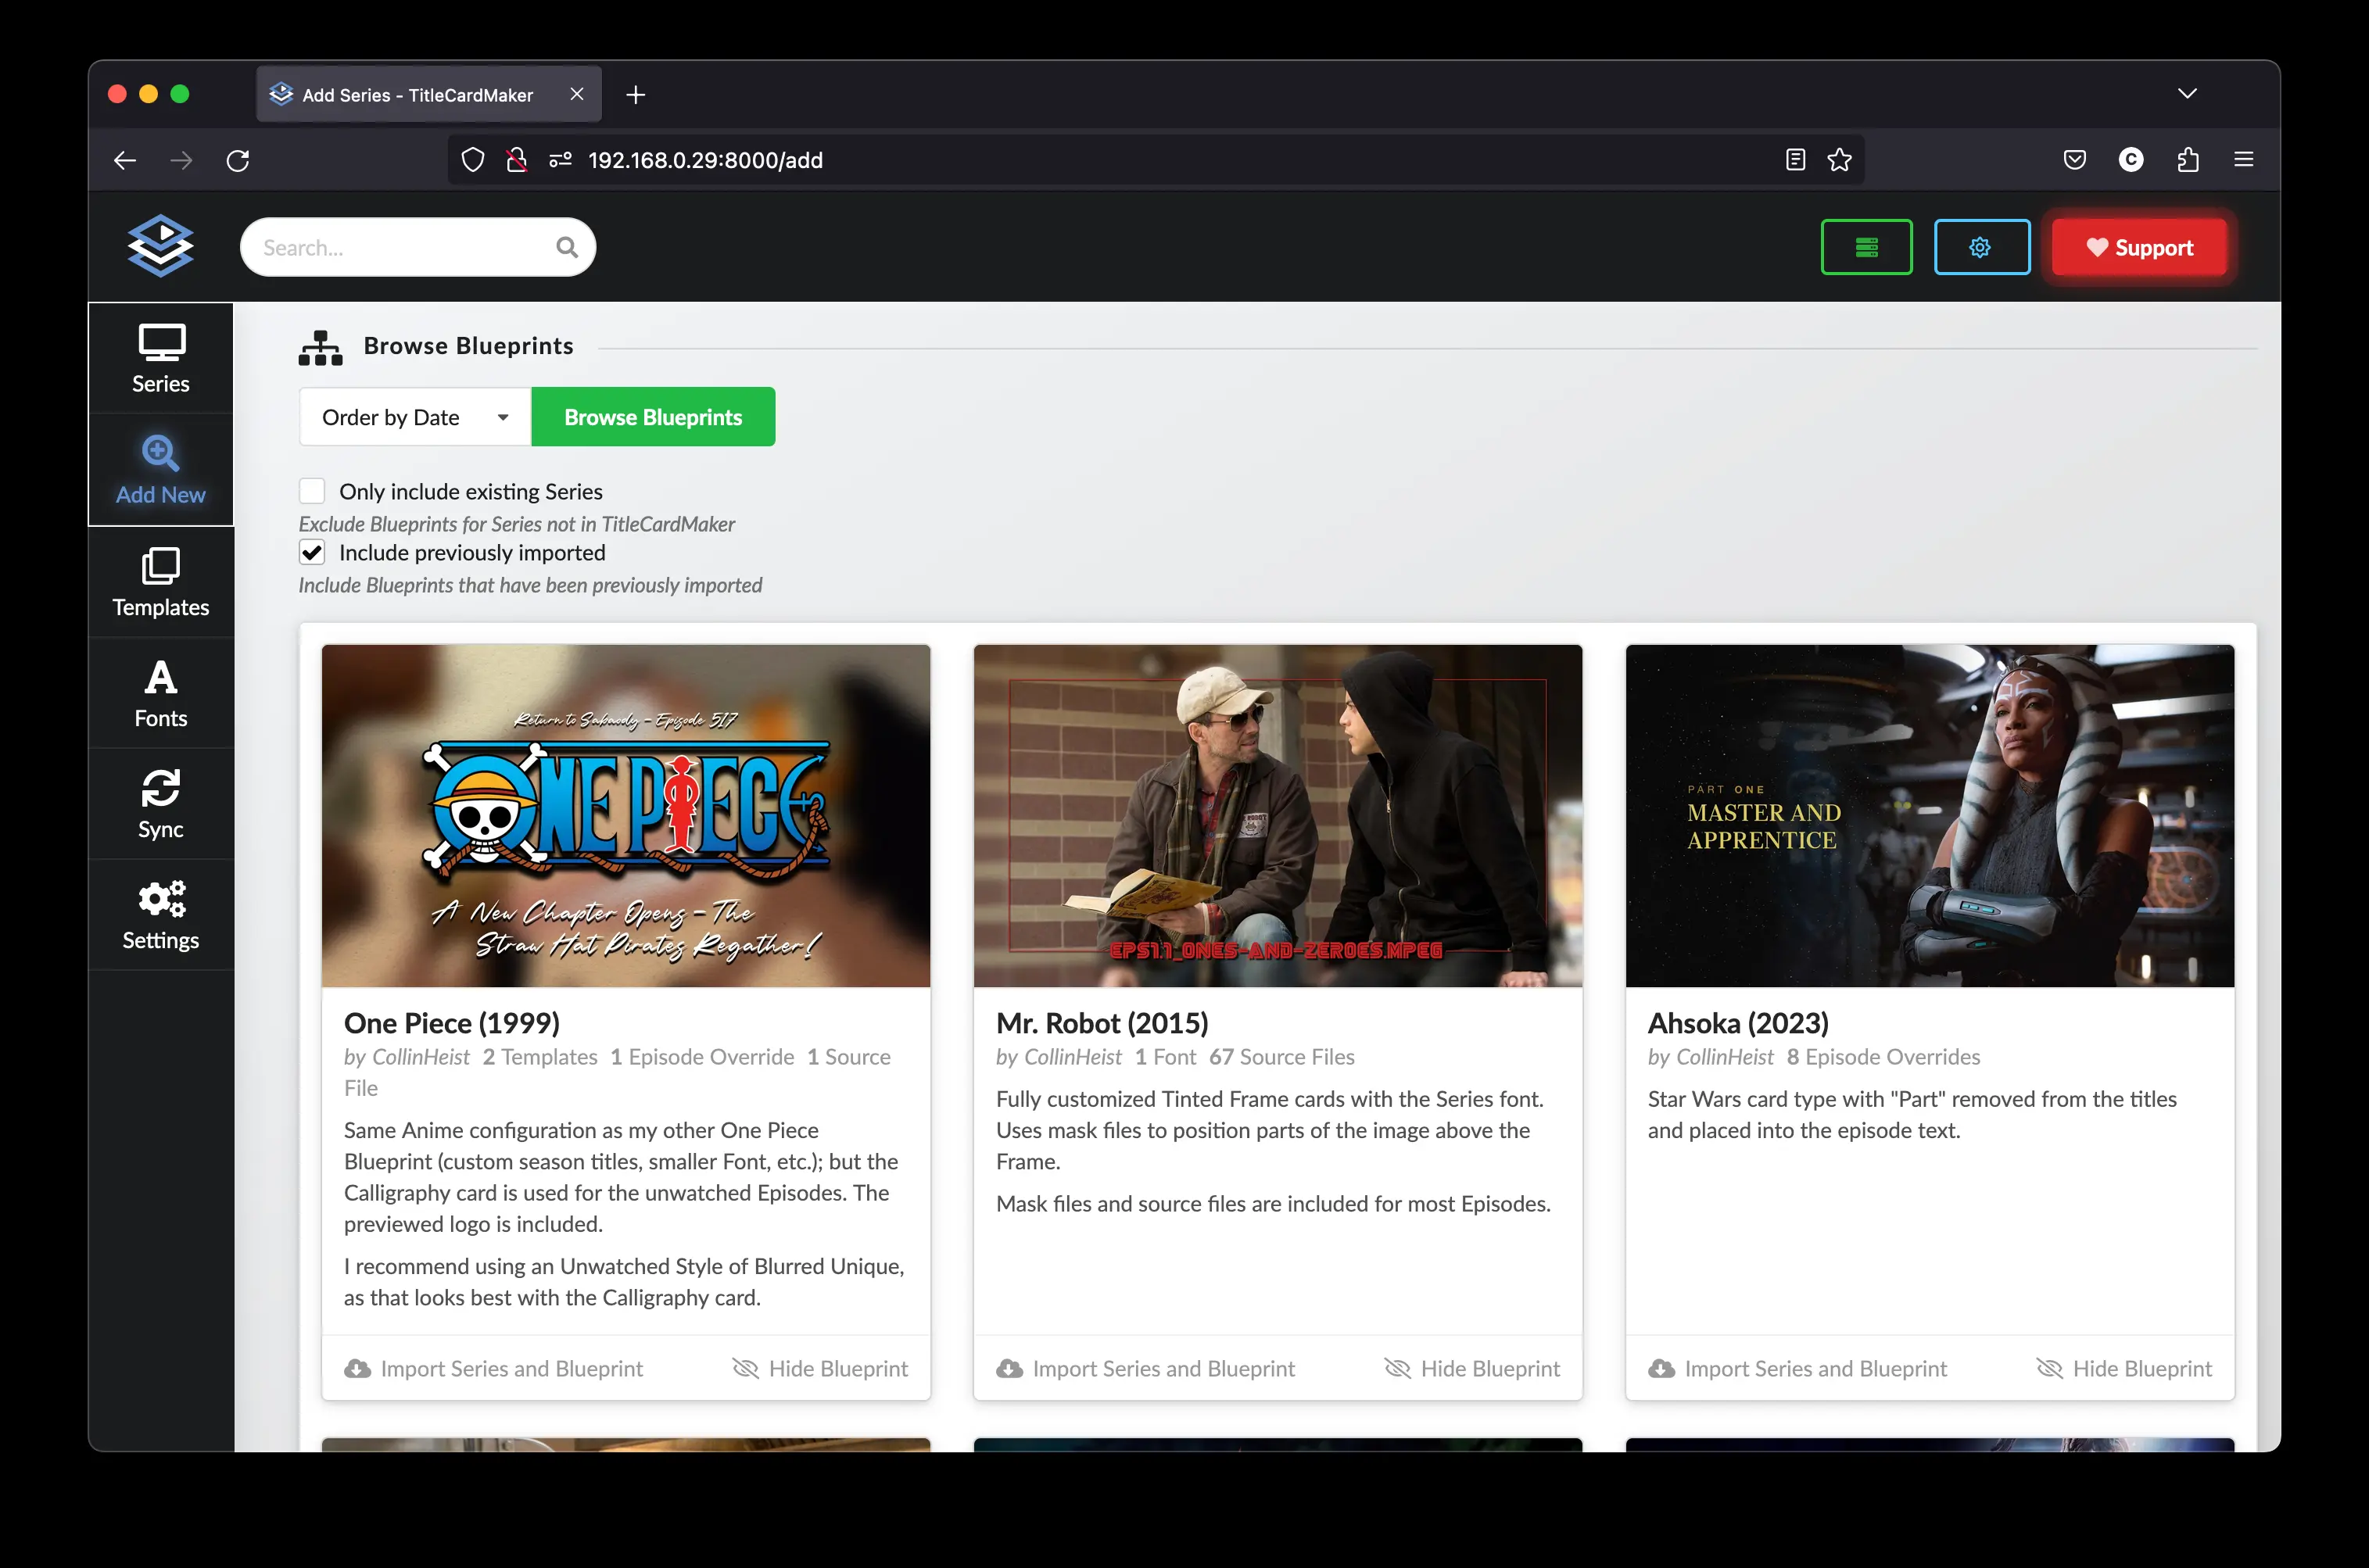 Add Series - TitleCardMaker
192.168.0.29:8000/add
C
Search...
Support
Series
Add New
Templates
Fonts
Sync
Settings
Browse Blueprints
Order by Date
Browse Blueprints
Only include existing Series
Exclude Blueprints for Series not in TitleCardMaker
Include previously imported
Include Blueprints that have been previously imported
Return to Sabaody - Episode 517
ONE PIECE
A New Chapter Opens - The
Straw Hat Pirates Regather!
One Piece (1999)
by CollinHeist 2 Templates 1 Episode Override 1 Source
File
Same Anime configuration as my other One Piece
Blueprint (custom season titles, smaller Font, etc.); but the
Calligraphy card is used for the unwatched Episodes. The
previewed logo is included.
I recommend using an Unwatched Style of Blurred Unique,
as that looks best with the Calligraphy card.
Import Series and Blueprint
Hide Blueprint
EPS1.1_ONES-AND-ZEROES.MPEG
Mr. Robot (2015)
by CollinHeist 1 Font 67 Source Files
Fully customized Tinted Frame cards with the Series font.
Uses mask files to position parts of the image above the
Frame.
Mask files and source files are included for most Episodes.
Import Series and Blueprint
Hide Blueprint
PART ONE
MASTER AND
APPRENTICE
Ahsoka (2023)
by CollinHeist 8 Episode Overrides
Star Wars card type with "Part" removed from the titles
and placed into the episode text.
Import Series and Blueprint
Hide Blueprint